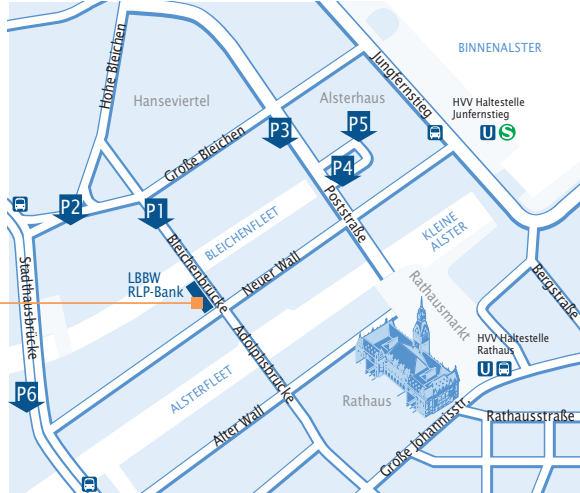 Hohe Bleichen
Hanseviertel
Alsterhaus
Jungfernstieg
BINNENALSTER
HVV Haltestelle
Junfernstieg
U S
P3
P5
P4
Große Bleichen
P2
P1
Poststraße
BLEICHENFLEET
KLEINE
ALSTER
Bleichenbrücke
Neuer Wall
LBBW
RLP-Bank
Stadthausbrücke
Rathausmarkt
Bergstraße
HVV Haltestelle
Rathaus
U
Adolphsbrücke
ALSTERFLEET
P6
Alter Wall
Rathaus
Große Johannisstr.
Rathausstraße